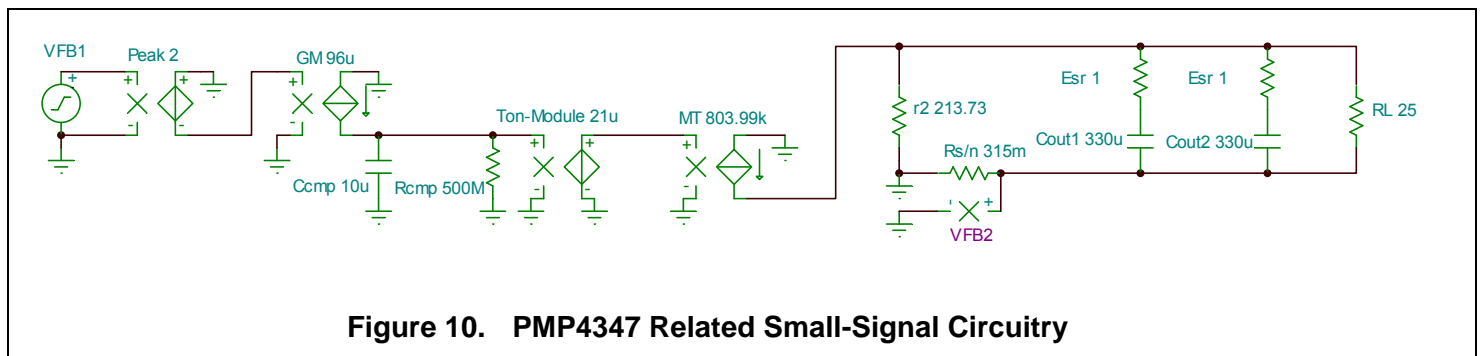 VFB1
Peak 2
GM 96u
Ccmp 10u
Rcmp 500M
Ton-Module 21u
MT 803.99k
r2 213.73
Rs/n 315m
VFB2
Esr 1
Cout1 330u
Esr 1
Cout2 330u
RL 25
Figure 10. PMP4347 Related Small-Signal Circuitry